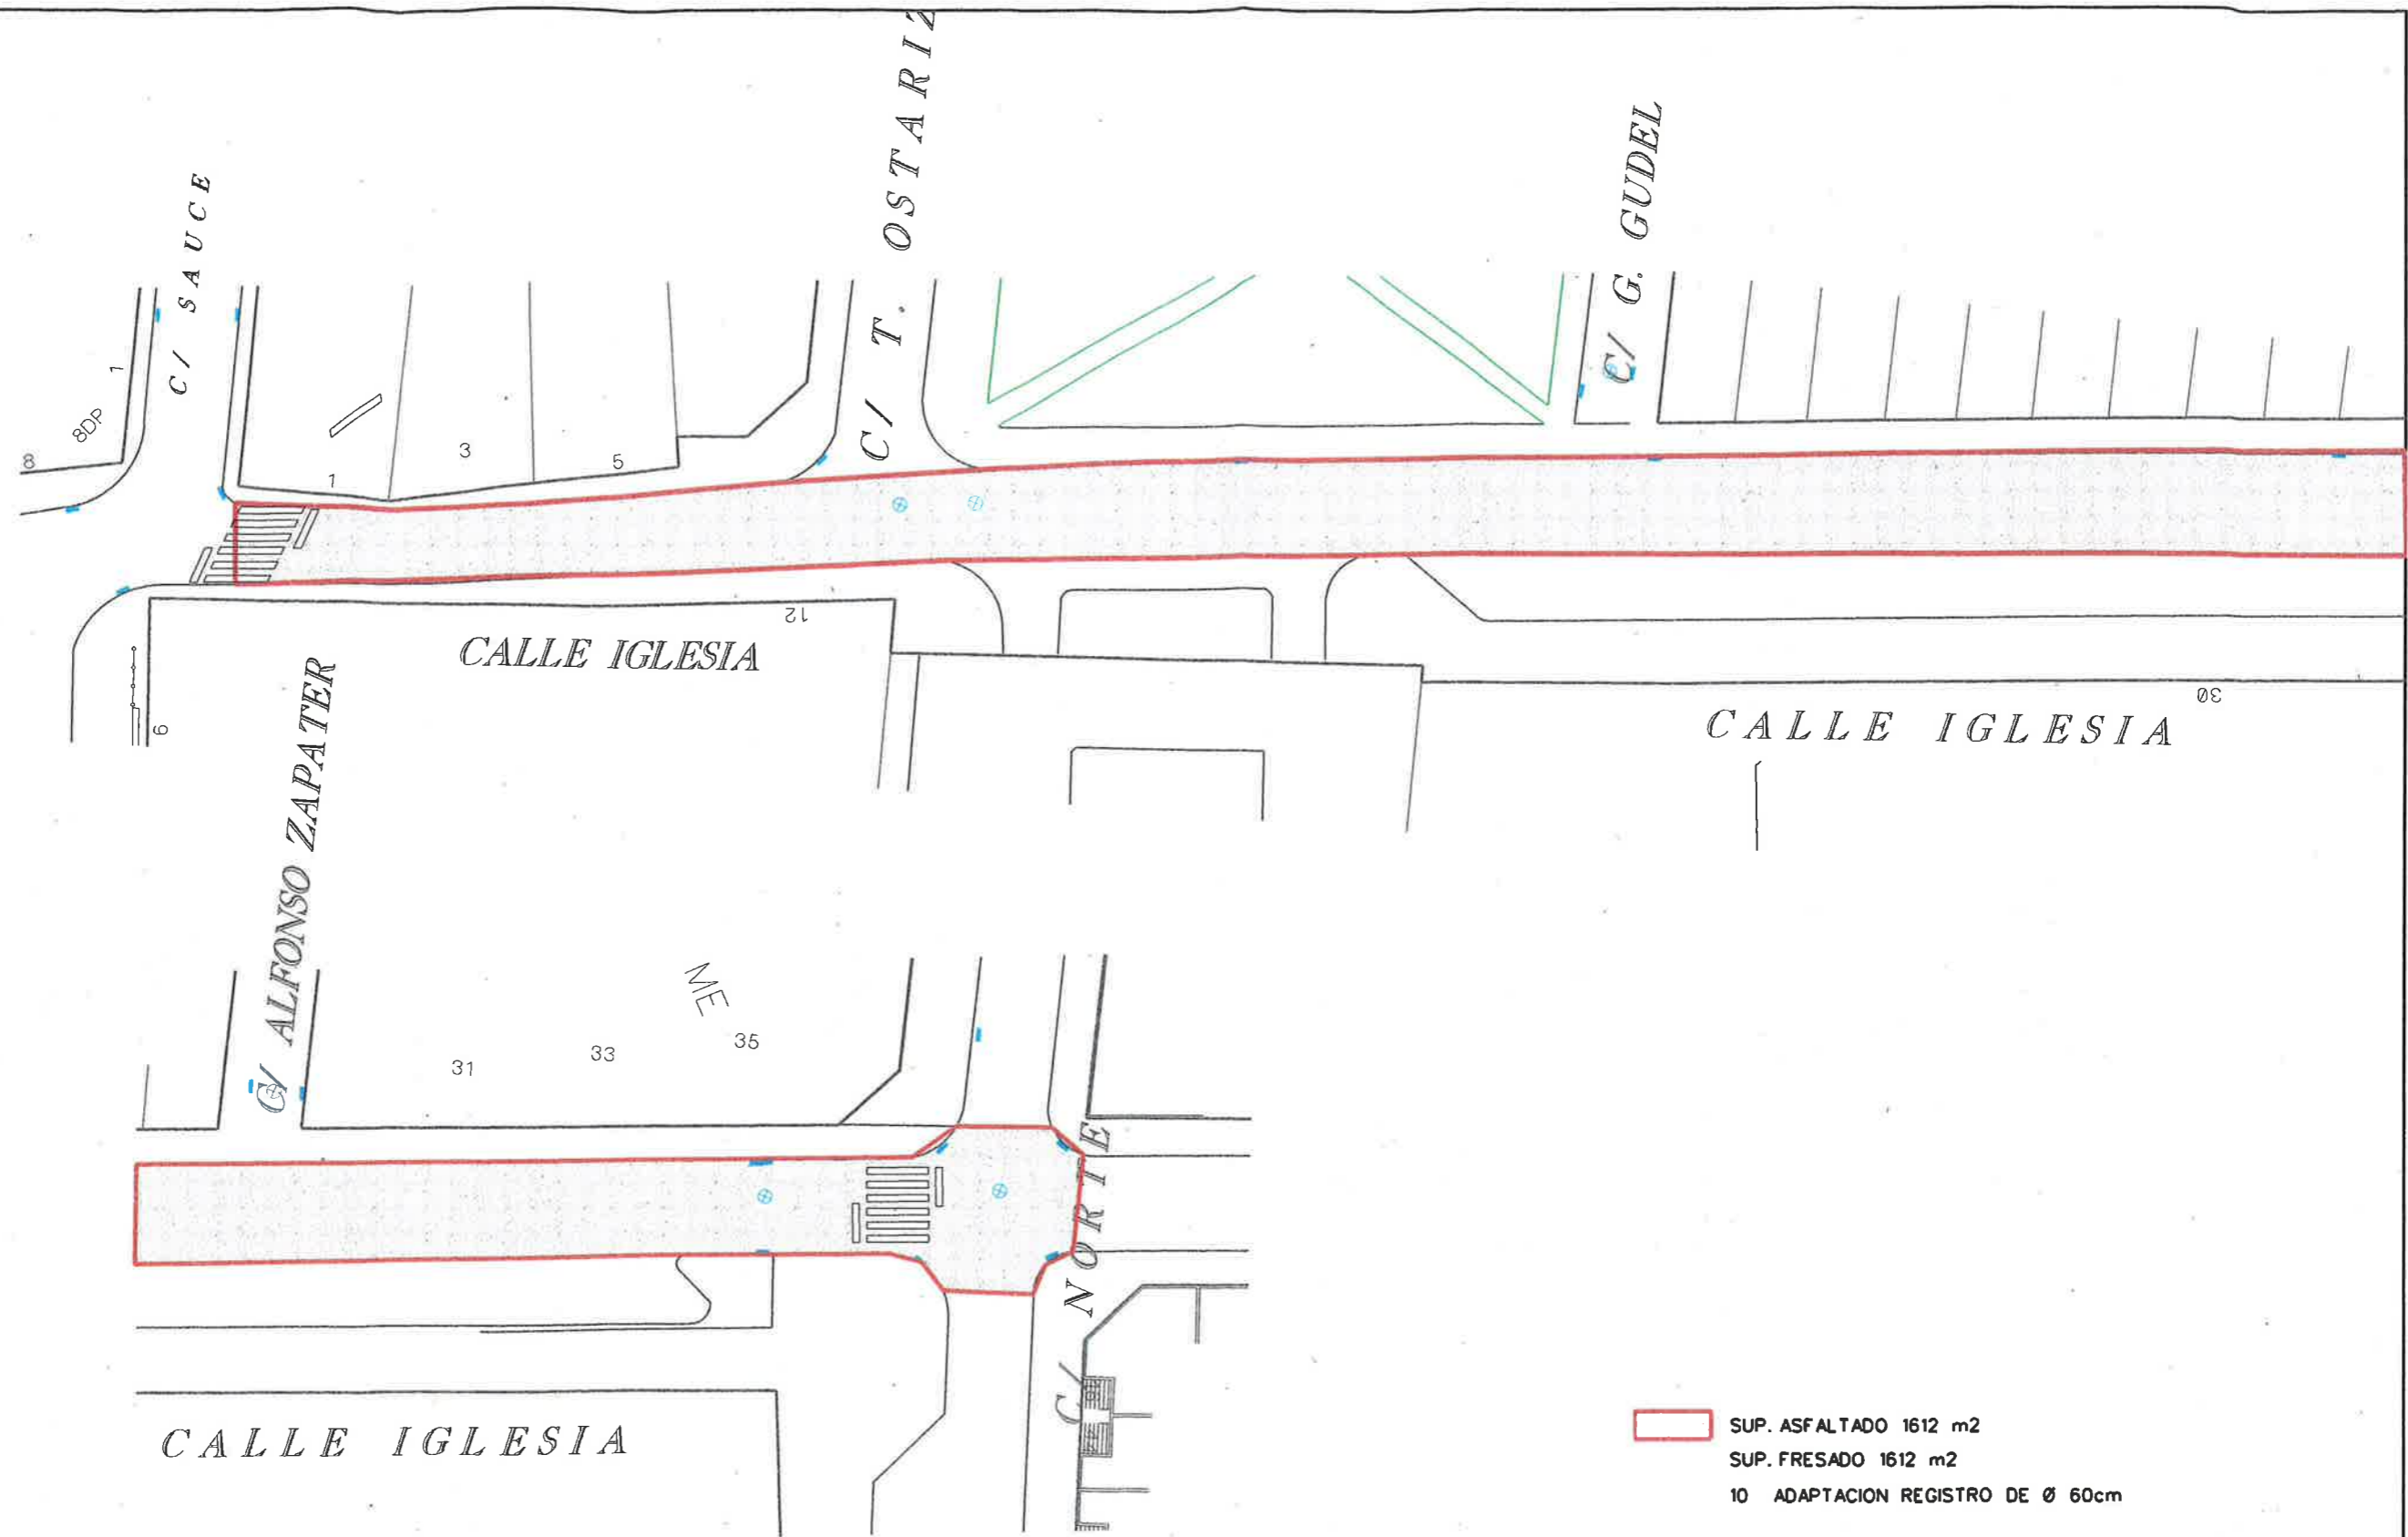 C/ SAUCE
C/ T. OSTARIZ
C/ G. GUDEL
1
8DP
8
1
3
5
12
CALLE IGLESIA
6
30
CALLE IGLESIA
C/ ALFONSO ZAPATER
ME
31
33
35
C/ NORTE
CALLE IGLESIA
SUP. ASFALTADO 1612 m2
SUP. FRESADO 1612 m2
10 ADAPTACION REGISTRO DE Ø 60cm